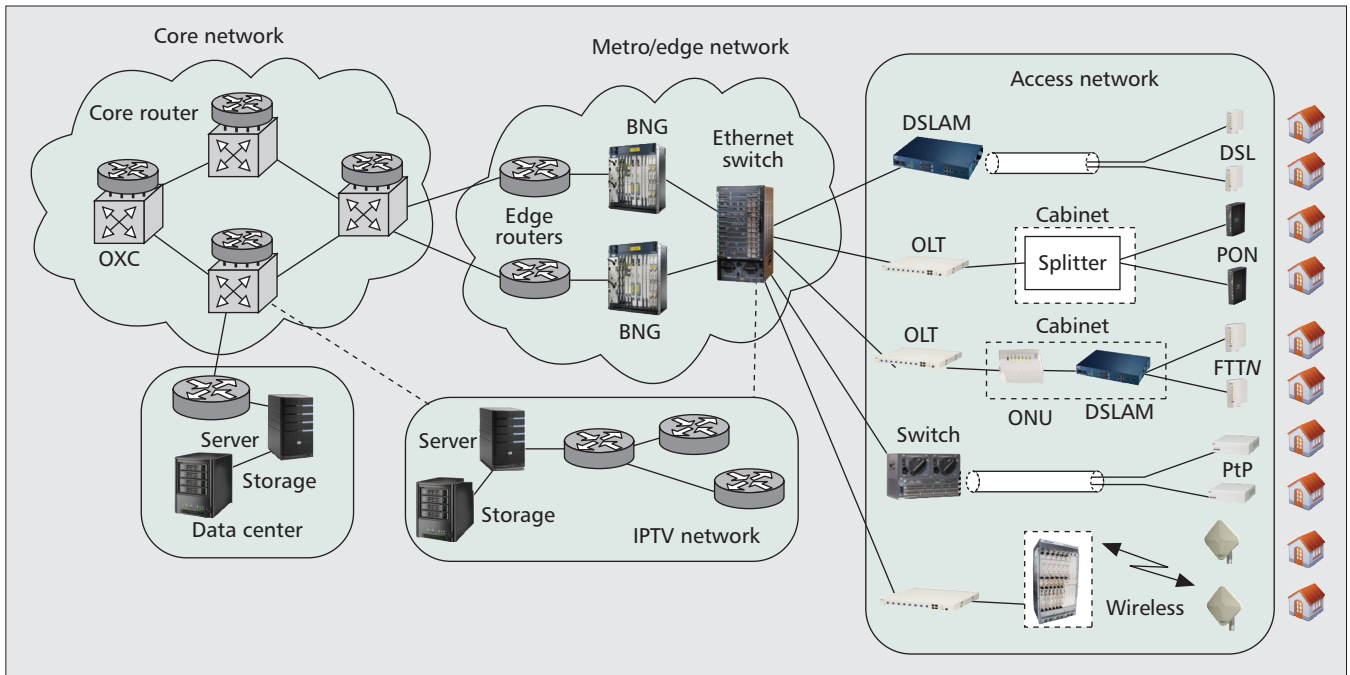 Core network
Metro/edge network
Access network
Core router
OXC
BNG
Ethernet
switch
Edge
routers
BNG
DSLAM
DSL
Cabinet
OLT
Splitter
PON
Cabinet
OLT
FTTN
ONU
DSLAM
Switch
PtP
Wireless
Server
Storage
Data center
Server
Storage
IPTV network